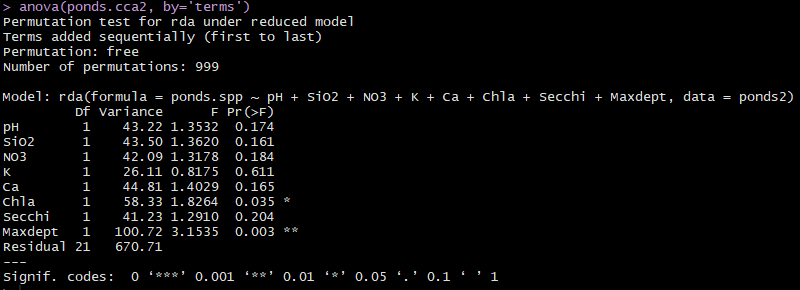 > anova(ponds.cca2, by='terms')
Permutation test for rda under reduced model
Terms added sequentially (first to last)
Permutation: free
Number of permutations: 999

Model: rda(formula = ponds.spp ~ pH + SiO2 + NO3 + K + Ca + Chla + Secchi + Maxdept, data = ponds2)
         Df Variance      F Pr(>F)
pH        1    43.22 1.3532  0.174
SiO2      1    43.50 1.3620  0.161
NO3       1    42.09 1.3178  0.184
K         1    26.11 0.8175  0.611
Ca        1    44.81 1.4029  0.165
Chla      1    58.33 1.8264  0.035 *
Secchi    1    41.23 1.2910  0.204
Maxdept   1   100.72 3.1535  0.003 **
Residual 21   670.71
---
Signif. codes:  0 ‘***’ 0.001 ‘**’ 0.01 ‘*’ 0.05 ‘.’ 0.1 ‘ ’ 1